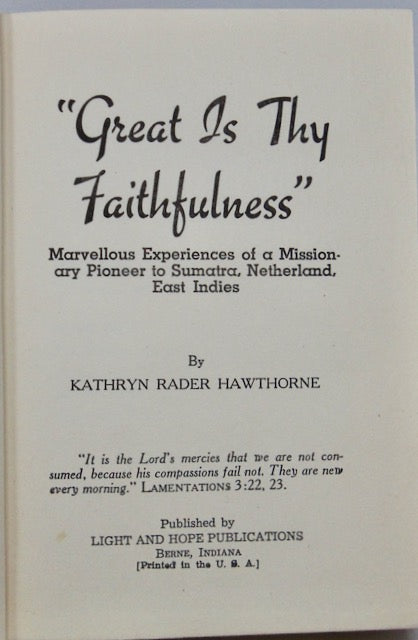 "Great Is Thy
Faithfulness"
Marvellous Experiences of a Mission-
ary Pioneer to Sumatra, Netherland,
East Indies
By
KATHRYN RADER HAWTHORNE
"It is the Lord's mercies that we are not con-
sumed, because his compassions fail not. They are new
every morning." LAMENTATIONS 3:22, 23.
Published by
LIGHT AND HOPE PUBLICATIONS
BERNE, INDIANA
[Printed in the U. S. A.]